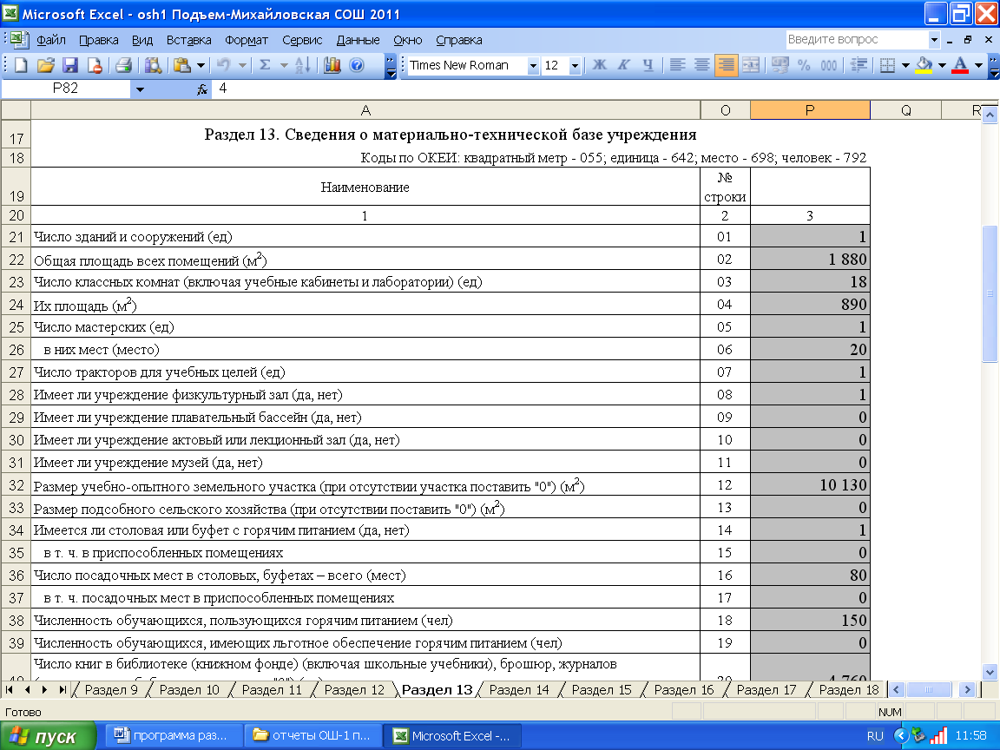 Microsoft Excel - osh1 Подъем-Михайловская СОШ 2011
Файл Правка Вид Вставка Формат Сервис Данные Окно Справка Введите вопрос
Times New Roman 12 Ж К Ч % 000 А
P82 fx 4
A O P Q R
17 Раздел 13. Сведения о материально-технической базе учреждения
18 Коды по ОКЕИ: квадратный метр - 055; единица - 642; место - 698; человек - 792
19 Наименование № строки
20 1 2 3
21 Число зданий и сооружений (ед) 01 1
22 Общая площадь всех помещений (м2) 02 1 880
23 Число классных комнат (включая учебные кабинеты и лаборатории) (ед) 03 18
24 Их площадь (м2) 04 890
25 Число мастерских (ед) 05 1
26 в них мест (место) 06 20
27 Число тракторов для учебных целей (ед) 07 1
28 Имеет ли учреждение физкультурный зал (да, нет) 08 1
29 Имеет ли учреждение плавательный бассейн (да, нет) 09 0
30 Имеет ли учреждение актовый или лекционный зал (да, нет) 10 0
31 Имеет ли учреждение музей (да, нет) 11 0
32 Размер учебно-опытного земельного участка (при отсутствии участка поставить "0") (м2) 12 10 130
33 Размер подсобного сельского хозяйства (при отсутствии поставить "0") (м2) 13 0
34 Имеется ли столовая или буфет с горячим питанием (да, нет) 14 1
35 в т. ч. в приспособленных помещениях 15 0
36 Число посадочных мест в столовых, буфетах – всего (мест) 16 80
37 в т. ч. посадочных мест в приспособленных помещениях 17 0
38 Численность обучающихся, пользующихся горячим питанием (чел) 18 150
39 Численность обучающихся, имеющих льготное обеспечение горячим питанием (чел) 19 0
Число книг в библиотеке (книжном фонде) (включая школьные учебники), брошюр, журналов
Раздел 9 Раздел 10 Раздел 11 Раздел 12 Раздел 13 Раздел 14 Раздел 15 Раздел 16 Раздел 17 Раздел 18
Готово NUM
пуск программа раз... отчеты ОШ-1 п... Microsoft Excel -... RU 11:58